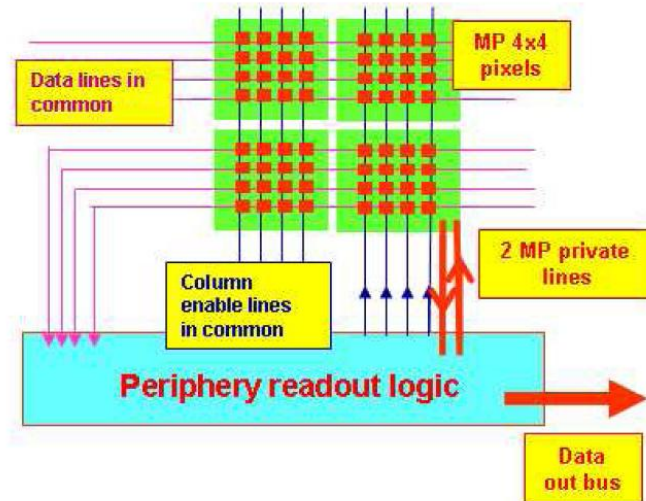 MP 4x4
pixels
Data lines in
common
2 MP private
lines
Column
enable lines
in common
Periphery readout logic
Data
out bus